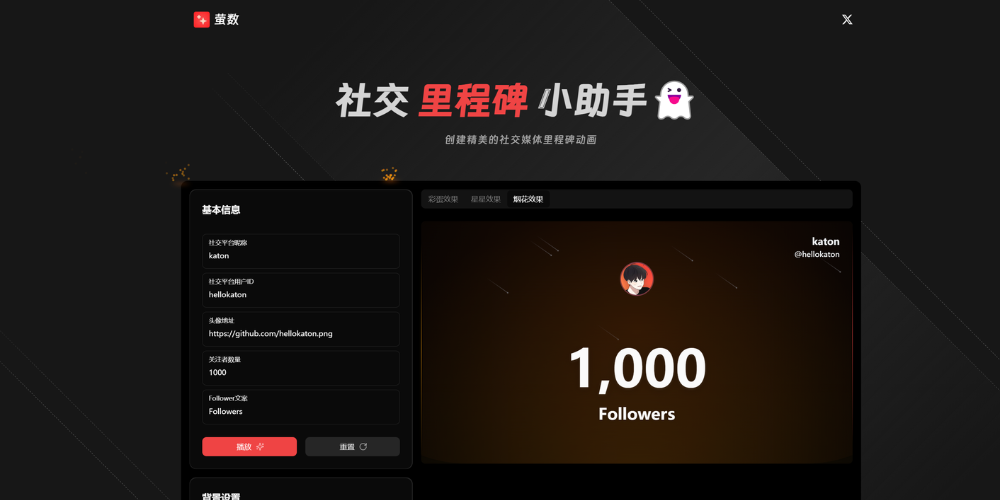 萤数
社交 里程碑 小助手
创建精美的社交媒体里程碑动画
基本信息
社交平台昵称
katon
社交平台用户ID
hellokaton
头像地址
https://github.com/hellokaton.png
关注者数量
1000
Follower文案
Followers
播放
重置
背景设置
彩蛋效果 星星效果 烟花效果
katon
@hellokaton
1,000
Followers